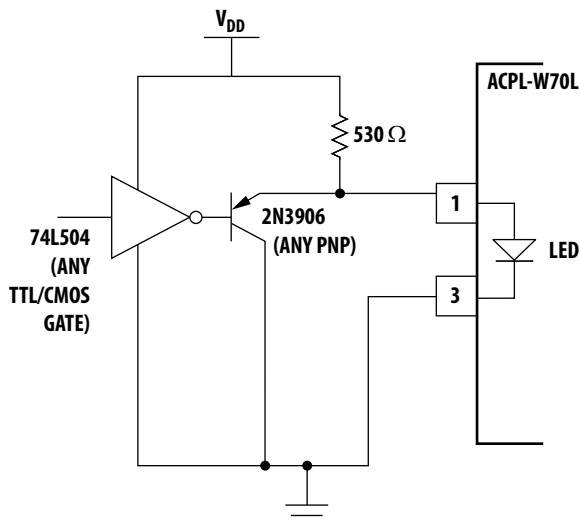 V_DD
ACPL-W70L
530 Ω
1
2N3906
(ANY PNP)
74L504
(ANY
TTL/CMOS
GATE)
LED
3